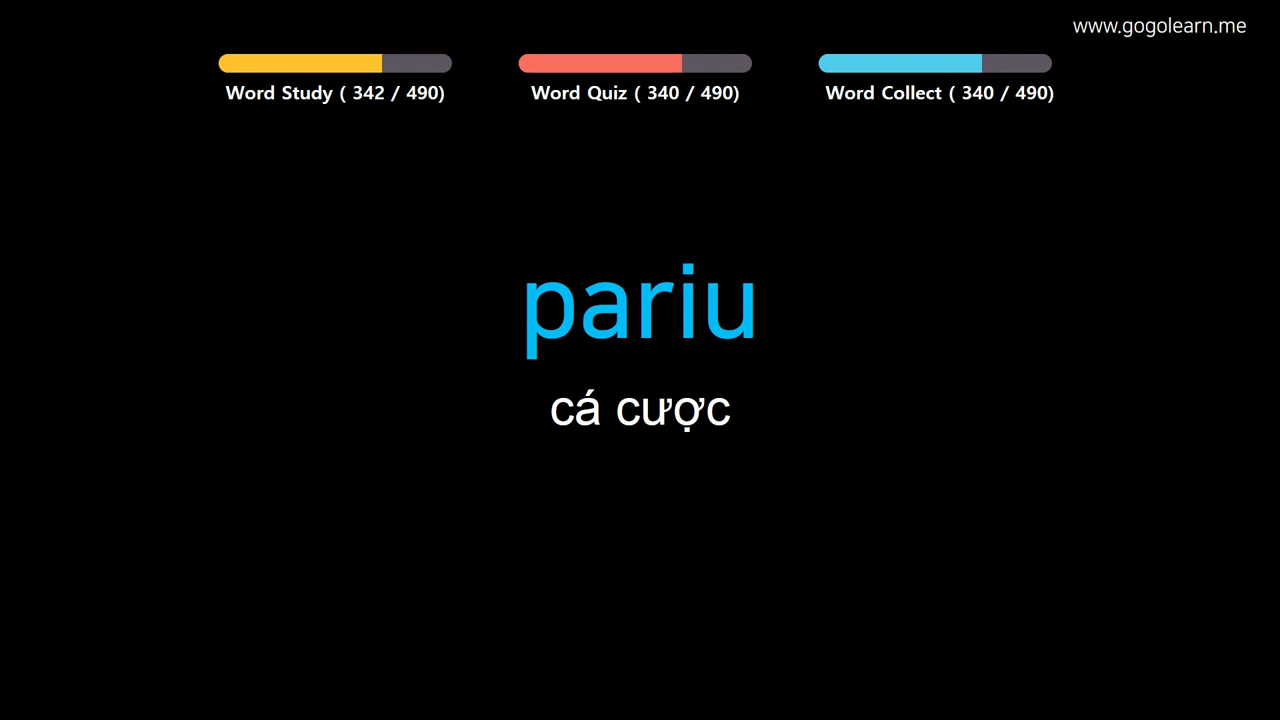 www.gogolearn.me
Word Study ( 342 / 490)
Word Quiz ( 340 / 490)
Word Collect ( 340 / 490)
pariu
cá cược